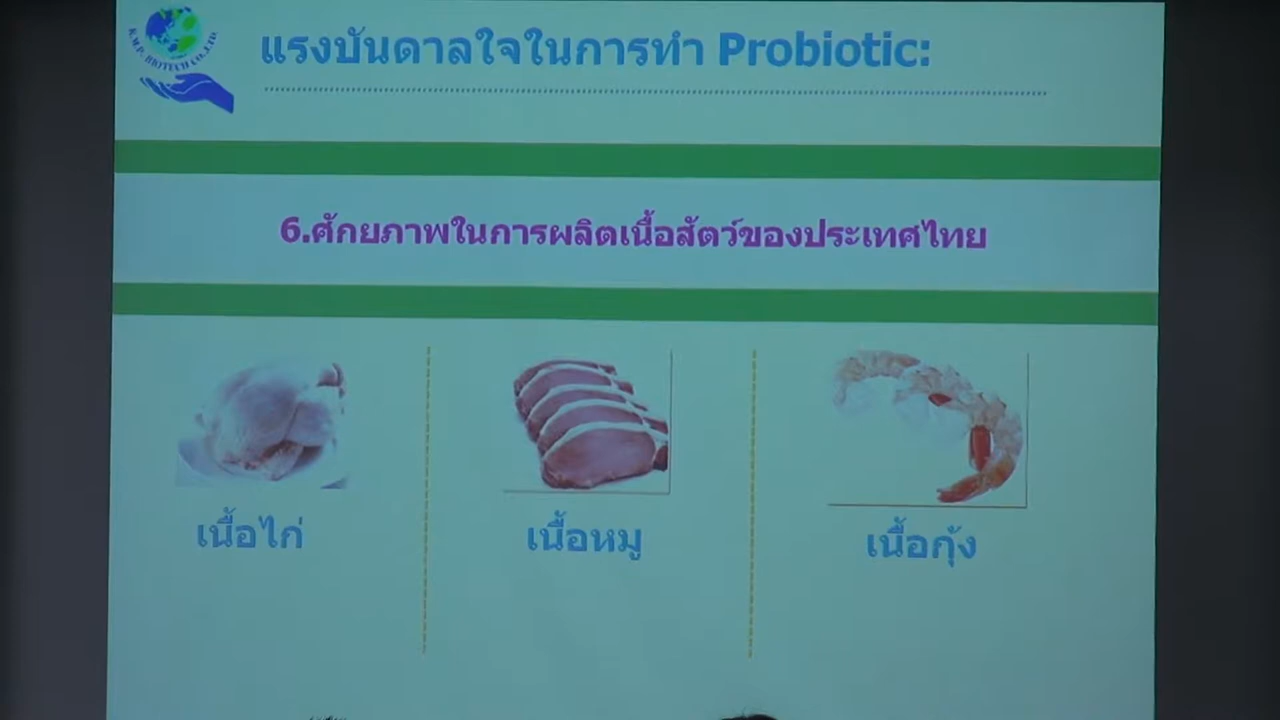 K.M.P. BIOTECH CO.,LTD.
แรงบันดาลใจในการทำ Probiotic:
6.ศักยภาพในการผลิตเนื้อสัตว์ของประเทศไทย
เนื้อไก่
เนื้อหมู
เนื้อกุ้ง